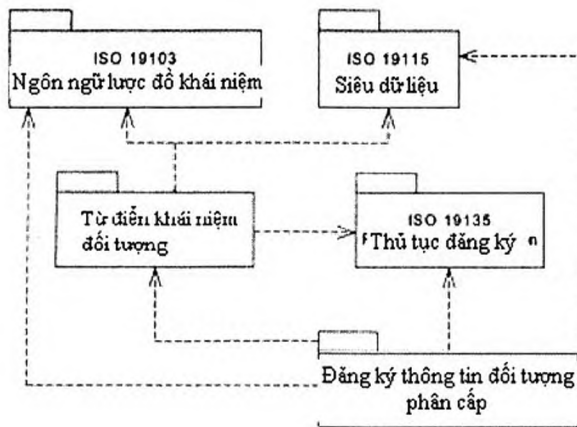 ISO 19103
Ngôn ngữ lược đồ khái niệm
ISO 19115
Siêu dữ liệu
Từ điển khái niệm
đối tượng
ISO 19135
Thủ tục đăng ký n
Đăng ký thông tin đối tượng
phân cấp